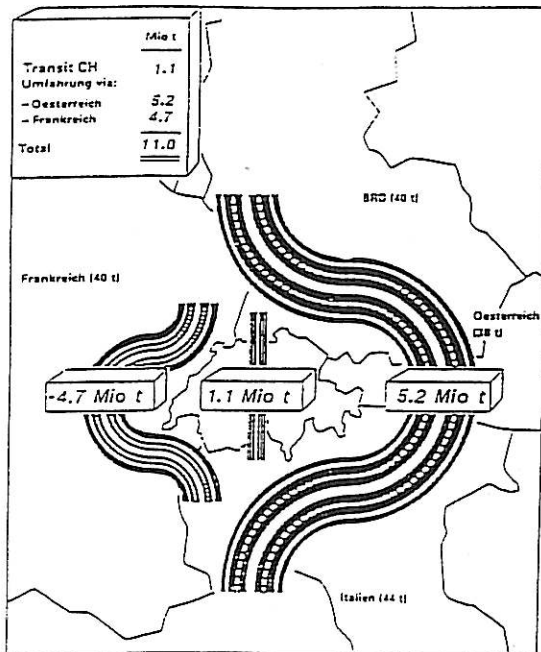 Mio t
Transit CH 1.1
Umfahrung via:
- Oesterreich 5.2
- Frankreich 4.7
Total 11.0
BRD (40 t)
Frankreich (40 t)
Oesterreich
(38 t)
-4.7 Mio t
1.1 Mio t
5.2 Mio t
Italien (44 t)